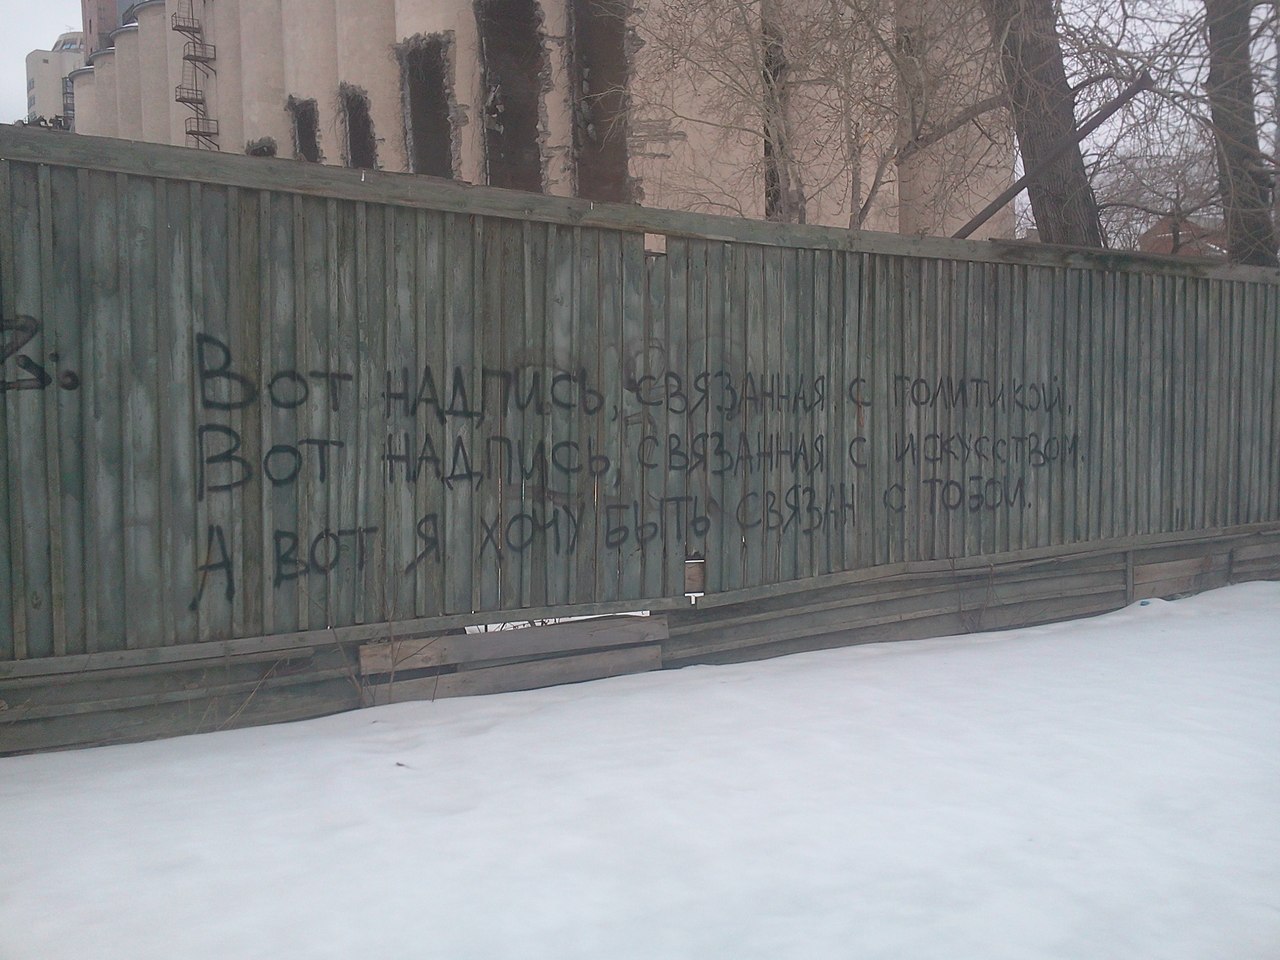 Вот надпись, связанная с политикой.
Вот надпись, связанная с искусством.
А вот я хочу быть связан с тобой.